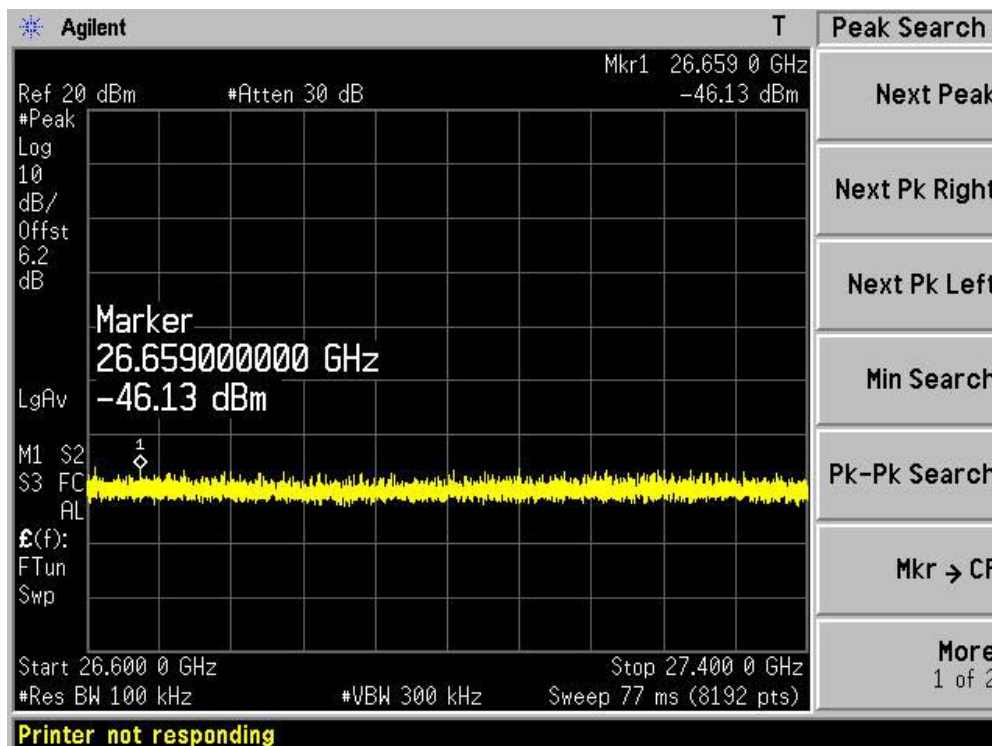 Agilent T Peak Search
Mkr1 26.659 0 GHz
Ref 20 dBm #Atten 30 dB -46.13 dBm
#Peak
Log
10
dB/
Offst
6.2
dB
Marker
26.659000000 GHz
-46.13 dBm
LgAv
1
M1 S2
S3 FC
AL
£(f):
FTun
Swp
Start 26.600 0 GHz Stop 27.400 0 GHz
#Res BW 100 kHz #VBW 300 kHz Sweep 77 ms (8192 pts)
Printer not responding
Next Peak
Next Pk Right
Next Pk Left
Min Search
Pk-Pk Search
Mkr → CF
More
1 of 2